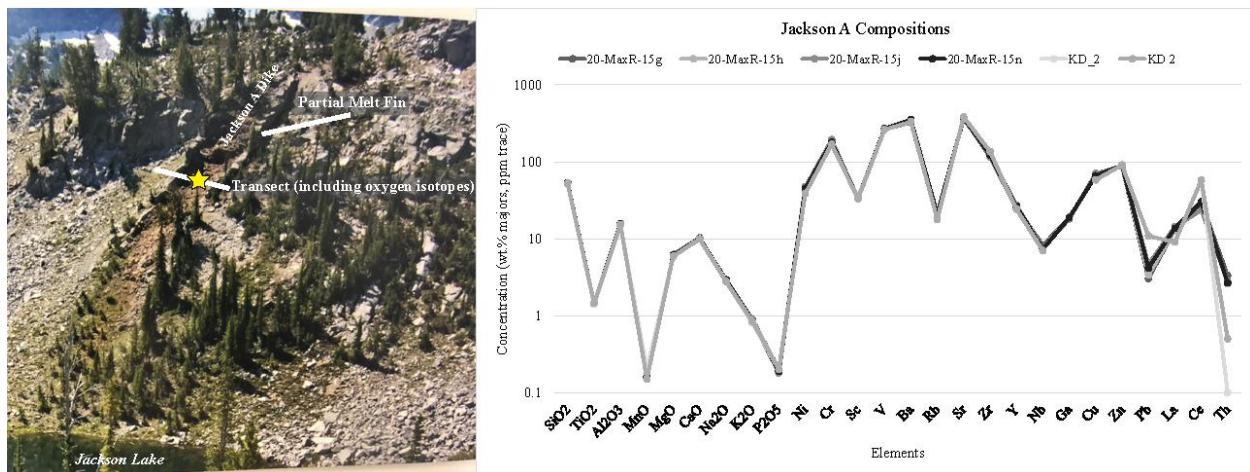 Jackson A Dike
Partial Melt Fin
Transect (including oxygen isotopes)
Jackson Lake
Jackson A Compositions
20-MaxR-15g 20-MaxR-15h 20-MaxR-15j 20-MaxR-15n KD_2 KD 2
Concentration (wt.% majors, ppm trace)
1000
100
10
1
0.1
SiO2 TiO2 Al2O3 MnO MgO CaO Na2O K2O P2O5 Ni Cr Sc V Ba Rb Sr Zr Y Nb Ga Cu Zn Pb La Ce Th
Elements